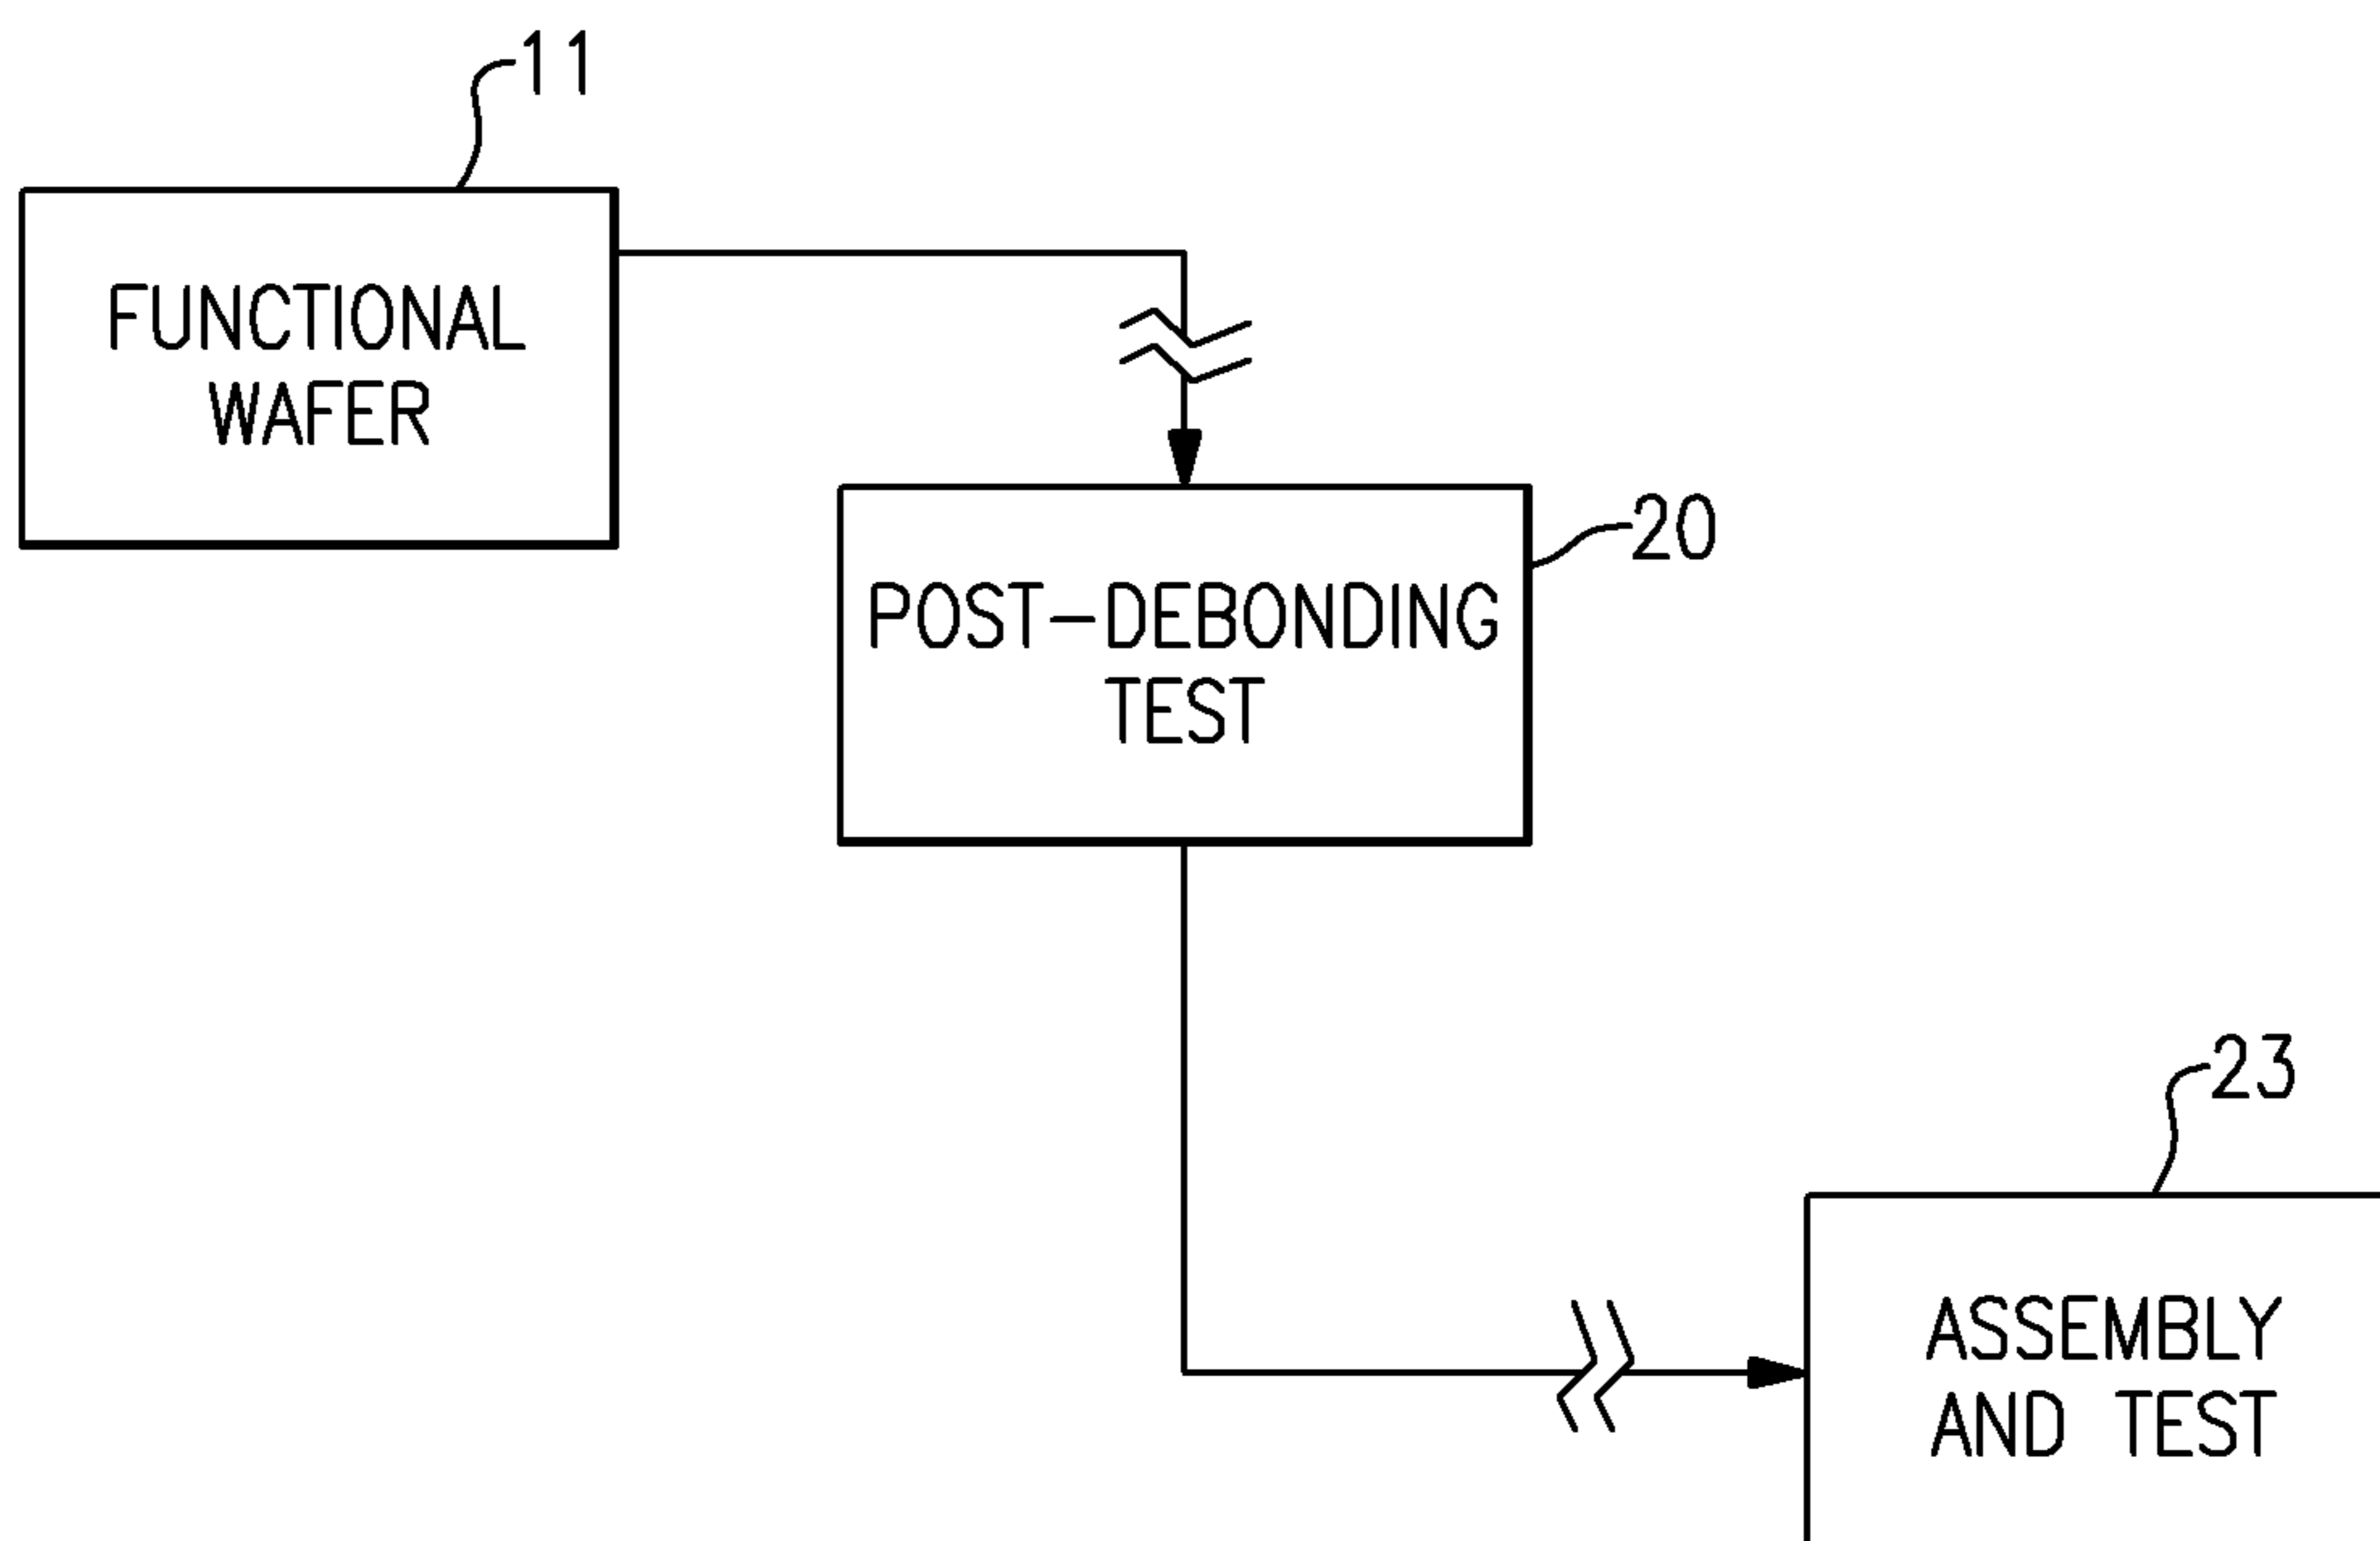 11
FUNCTIONAL
WAFER
20
POST-DEBONDING
TEST
23
ASSEMBLY
AND TEST